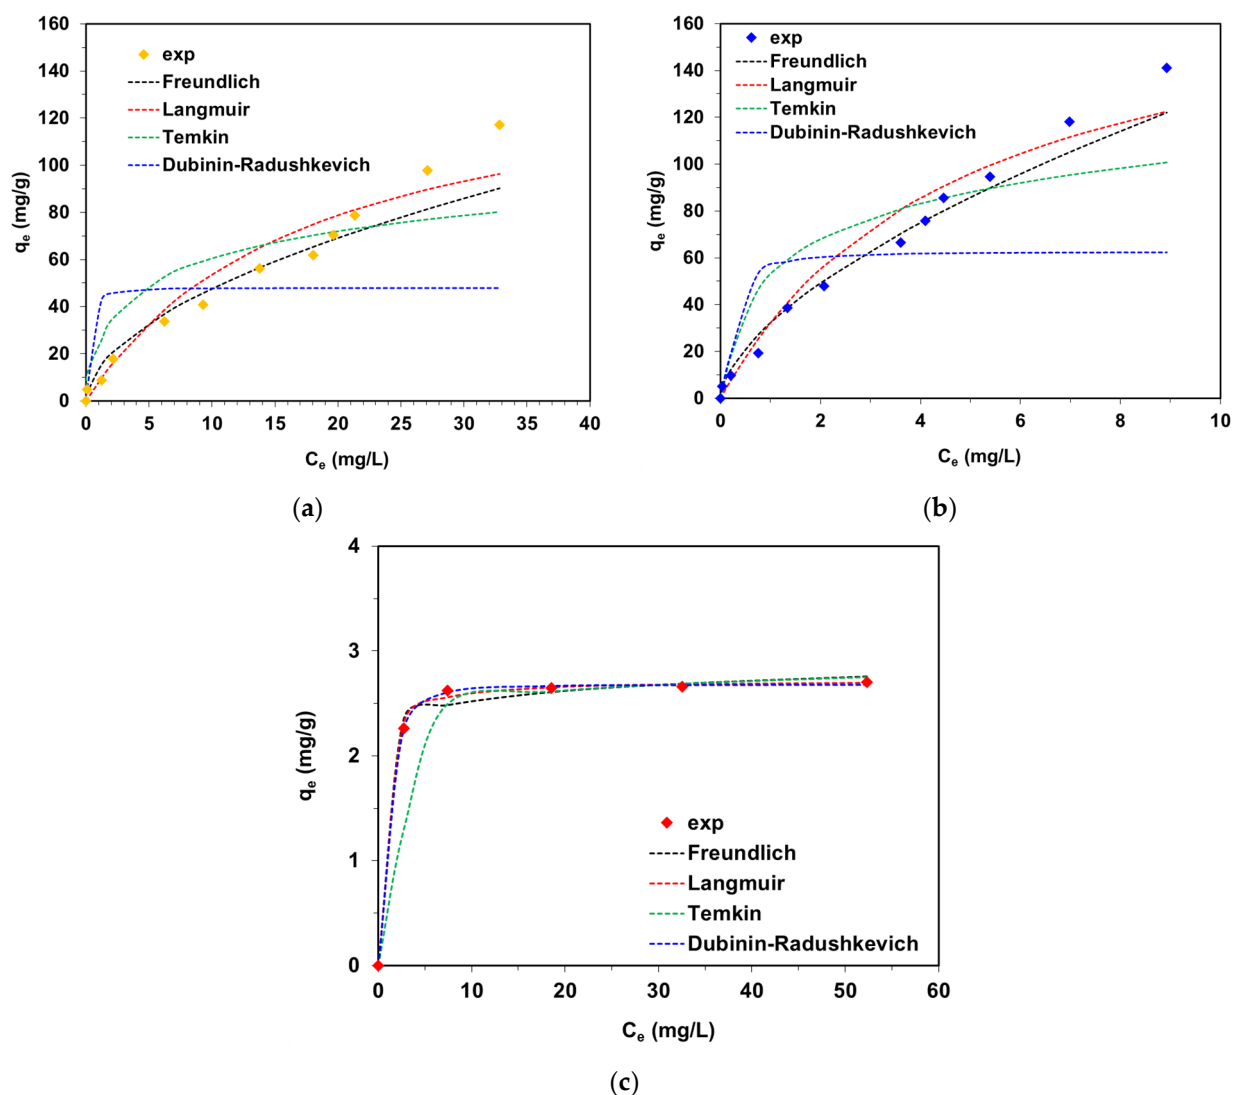 160
140
120
100
80
60
40
20
0
qe (mg/g)
exp
Freundlich
Langmuir
Temkin
Dubinin-Radushkevich
0 5 10 15 20 25 30 35 40
Ce (mg/L)
(a)
160
140
120
100
80
60
40
20
0
qe (mg/g)
exp
Freundlich
Langmuir
Temkin
Dubinin-Radushkevich
0 2 4 6 8 10
Ce (mg/L)
(b)
4
3
2
1
0
qe (mg/g)
exp
Freundlich
Langmuir
Temkin
Dubinin-Radushkevich
0 10 20 30 40 50 60
Ce (mg/L)
(c)